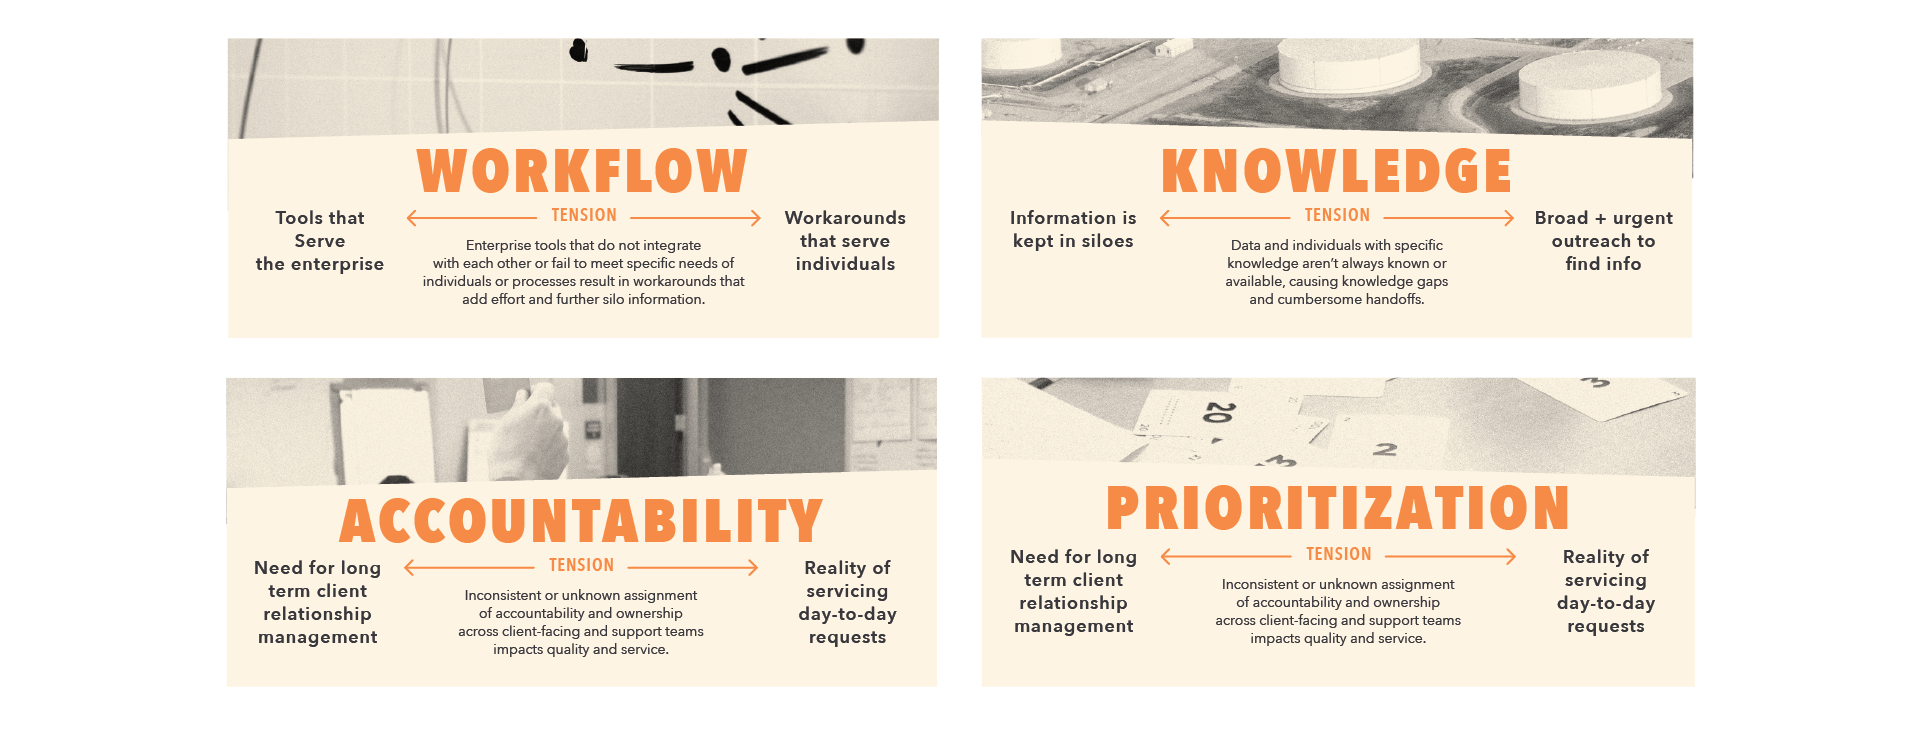 WORKFLOW
Tools that
Serve
the enterprise
TENSION
Enterprise tools that do not integrate
with each other or fail to meet specific needs of
individuals or processes result in workarounds that
add effort and further silo information.
Workarounds
that serve
individuals
KNOWLEDGE
Information is
kept in siloes
TENSION
Data and individuals with specific
knowledge aren’t always known or
available, causing knowledge gaps
and cumbersome handoffs.
Broad + urgent
outreach to
find info
ACCOUNTABILITY
Need for long
term client
relationship
management
TENSION
Inconsistent or unknown assignment
of accountability and ownership
across client-facing and support teams
impacts quality and service.
Reality of
servicing
day-to-day
requests
20
3
2
3
PRIORITIZATION
Need for long
term client
relationship
management
TENSION
Inconsistent or unknown assignment
of accountability and ownership
across client-facing and support teams
impacts quality and service.
Reality of
servicing
day-to-day
requests